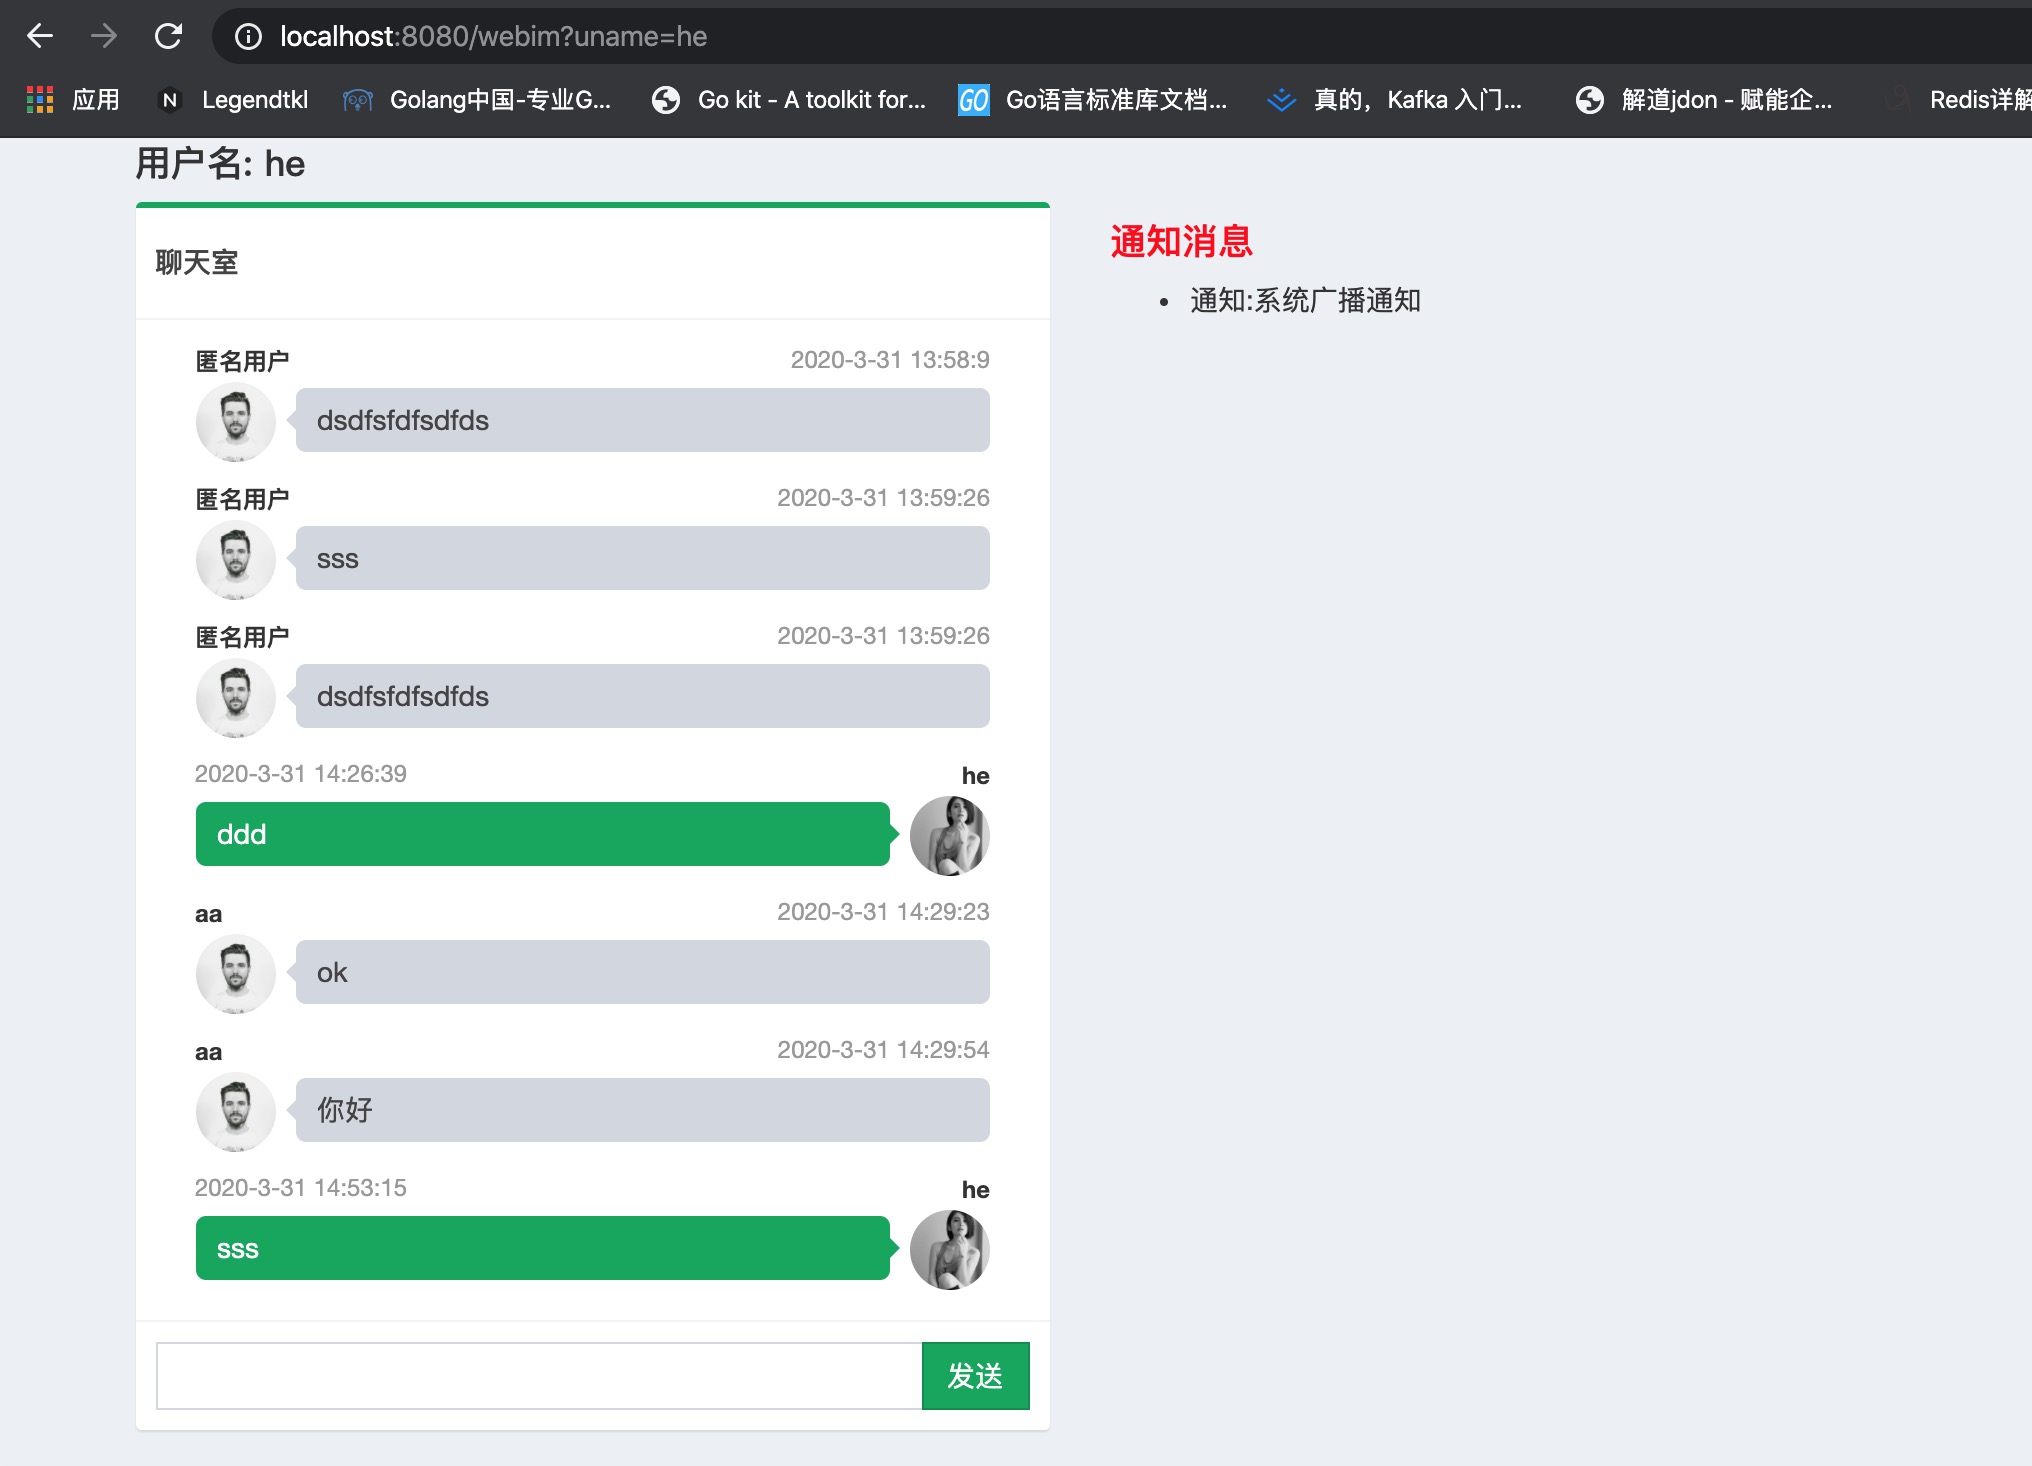 localhost:8080/webim?uname=he
应用 Legendtkl Golang中国-专业G... Go kit - A toolkit for... GO Go语言标准库文档... 真的，Kafka 入门... 解道jdon - 赋能企... Redis详解
用户名: he
聊天室
匿名用户 2020-3-31 13:58:9
dsdfsfdfsdfds
匿名用户 2020-3-31 13:59:26
sss
匿名用户 2020-3-31 13:59:26
dsdfsfdfsdfds
2020-3-31 14:26:39 he
ddd
aa 2020-3-31 14:29:23
ok
aa 2020-3-31 14:29:54
你好
2020-3-31 14:53:15 he
sss
发送
通知消息
通知:系统广播通知